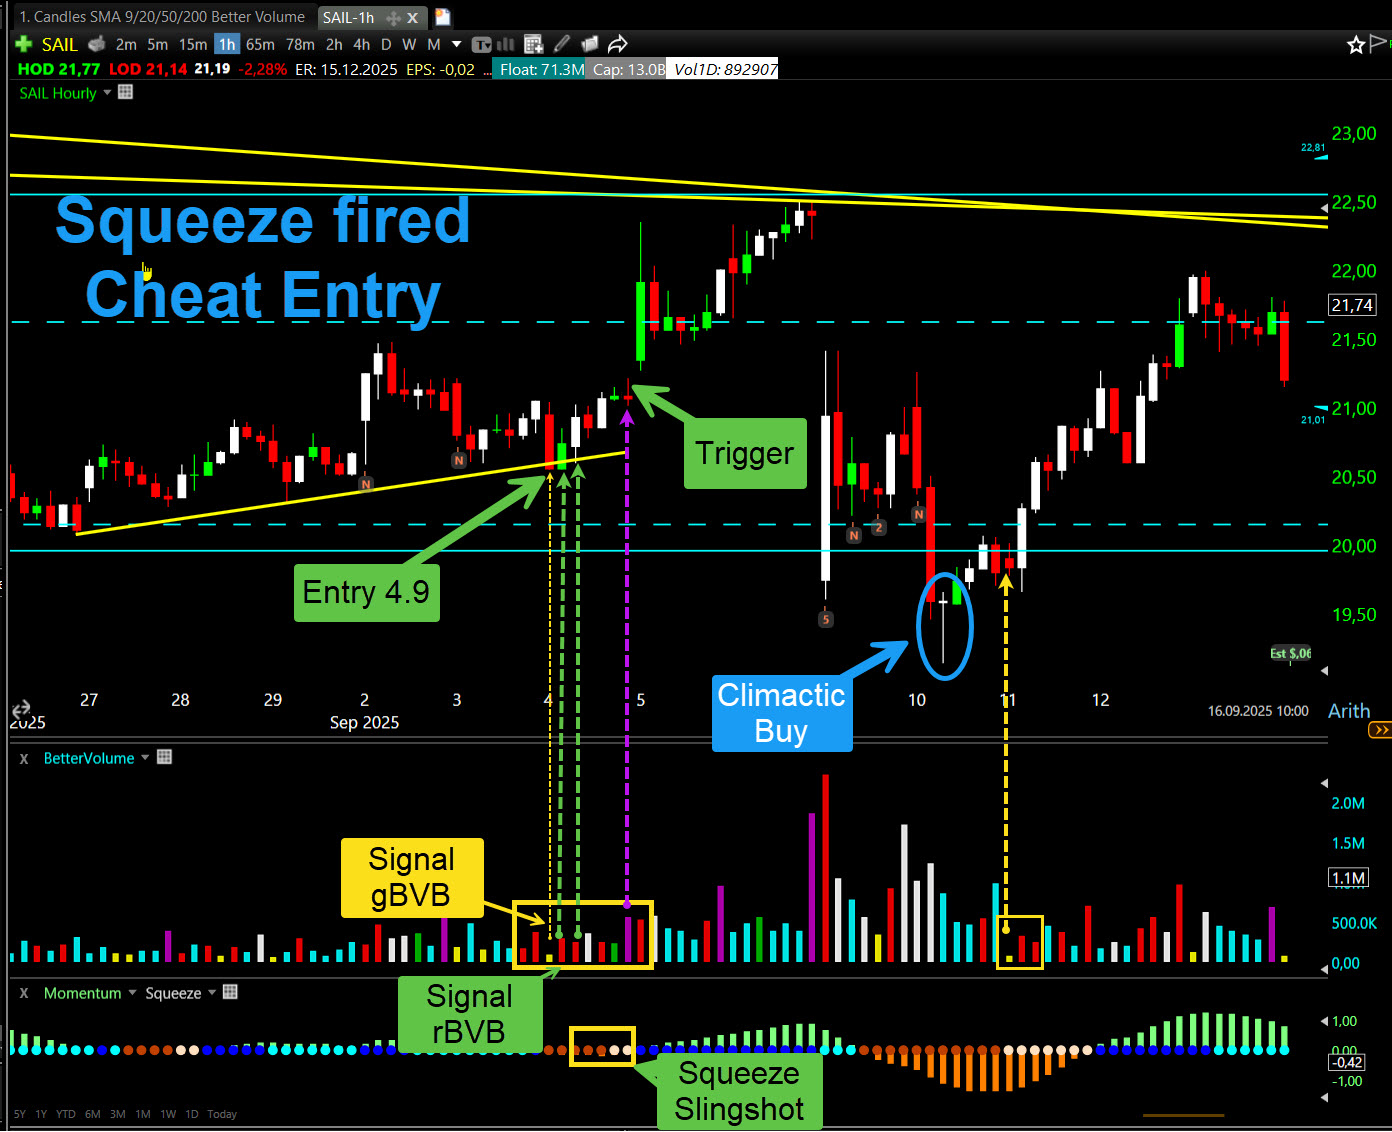 1. Candles SMA 9/20/50/200 Better Volume
SAIL-1h X
SAIL 2m 5m 15m 1h 65m 78m 2h 4h D W M
HOD 21,77 LOD 21,14 21,19 -2,28% ER: 15.12.2025 EPS: -0,02 ... Float: 71.3M Cap: 13.0B Vol1D: 892907
SAIL Hourly
23,00
22,81
22,50
Squeeze fired
Cheat Entry
22,00
21,74
21,50
21,00
21,01
Trigger
N
N
20,50
N
2
N
20,00
Entry 4.9
5
19,50
Est $,06
Climactic
Buy
27 28 29 2 3 4 5 10 11 12
2025 Sep 2025
16.09.2025 10:00 Arith
X BetterVolume
2.0M
1.5M
1.1M
500.0K
0,00
Signal
gBVB
X Momentum Squeeze
Signal
rBVB
1,00
0,00
-0,42
-1,00
Squeeze
Slingshot
5Y 1Y YTD 6M 3M 1M 1W 1D Today